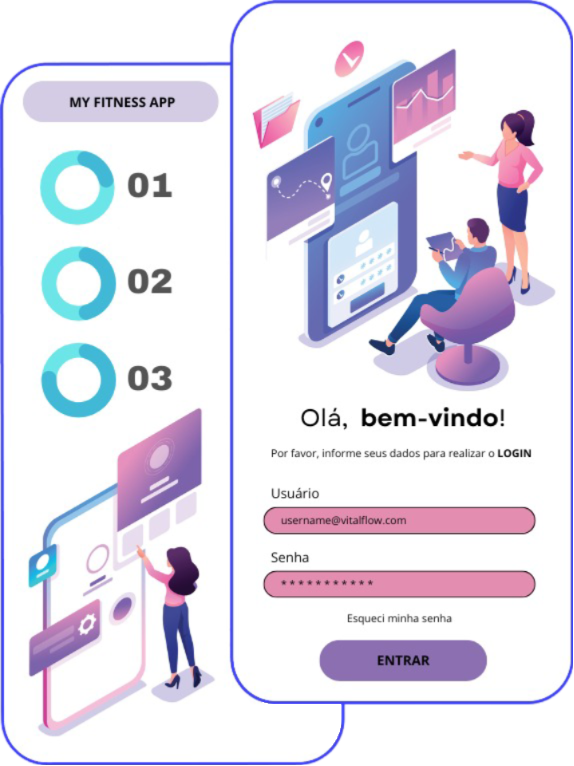 MY FITNESS APP
01
02
03
Olá, bem-vindo!
Por favor, informe seus dados para realizar o LOGIN
Usuário
username@vitalflow.com
Senha
***********
Esqueci minha senha
ENTRAR